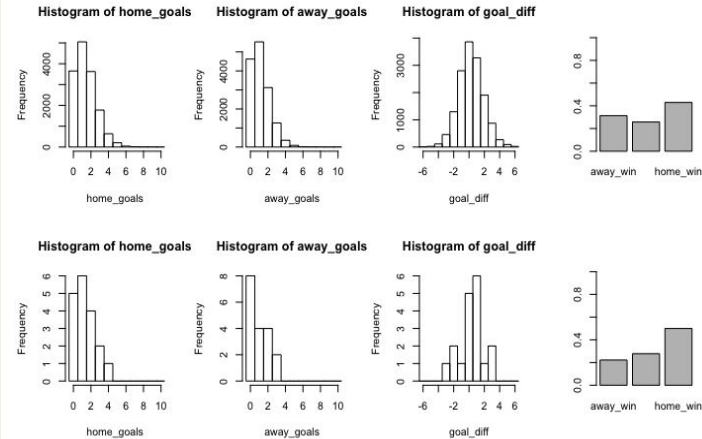 Histogram of home_goals
Histogram of away_goals
Histogram of goal_diff
Frequency
0
2000
4000
0 2 4 6 8 10
home_goals
Frequency
0
2000
4000
0 2 4 6 8 10
away_goals
Frequency
0
1000
3000
-6 -2 2 4 6
goal_diff
0.0
0.4
0.8
away_win home_win
Histogram of home_goals
Histogram of away_goals
Histogram of goal_diff
Frequency
0
1
2
3
4
5
6
0 2 4 6 8 10
home_goals
Frequency
0
2
4
6
8
0 2 4 6 8 10
away_goals
Frequency
0
1
2
3
4
5
6
-6 -2 2 4 6
goal_diff
0.0
0.4
0.8
away_win home_win